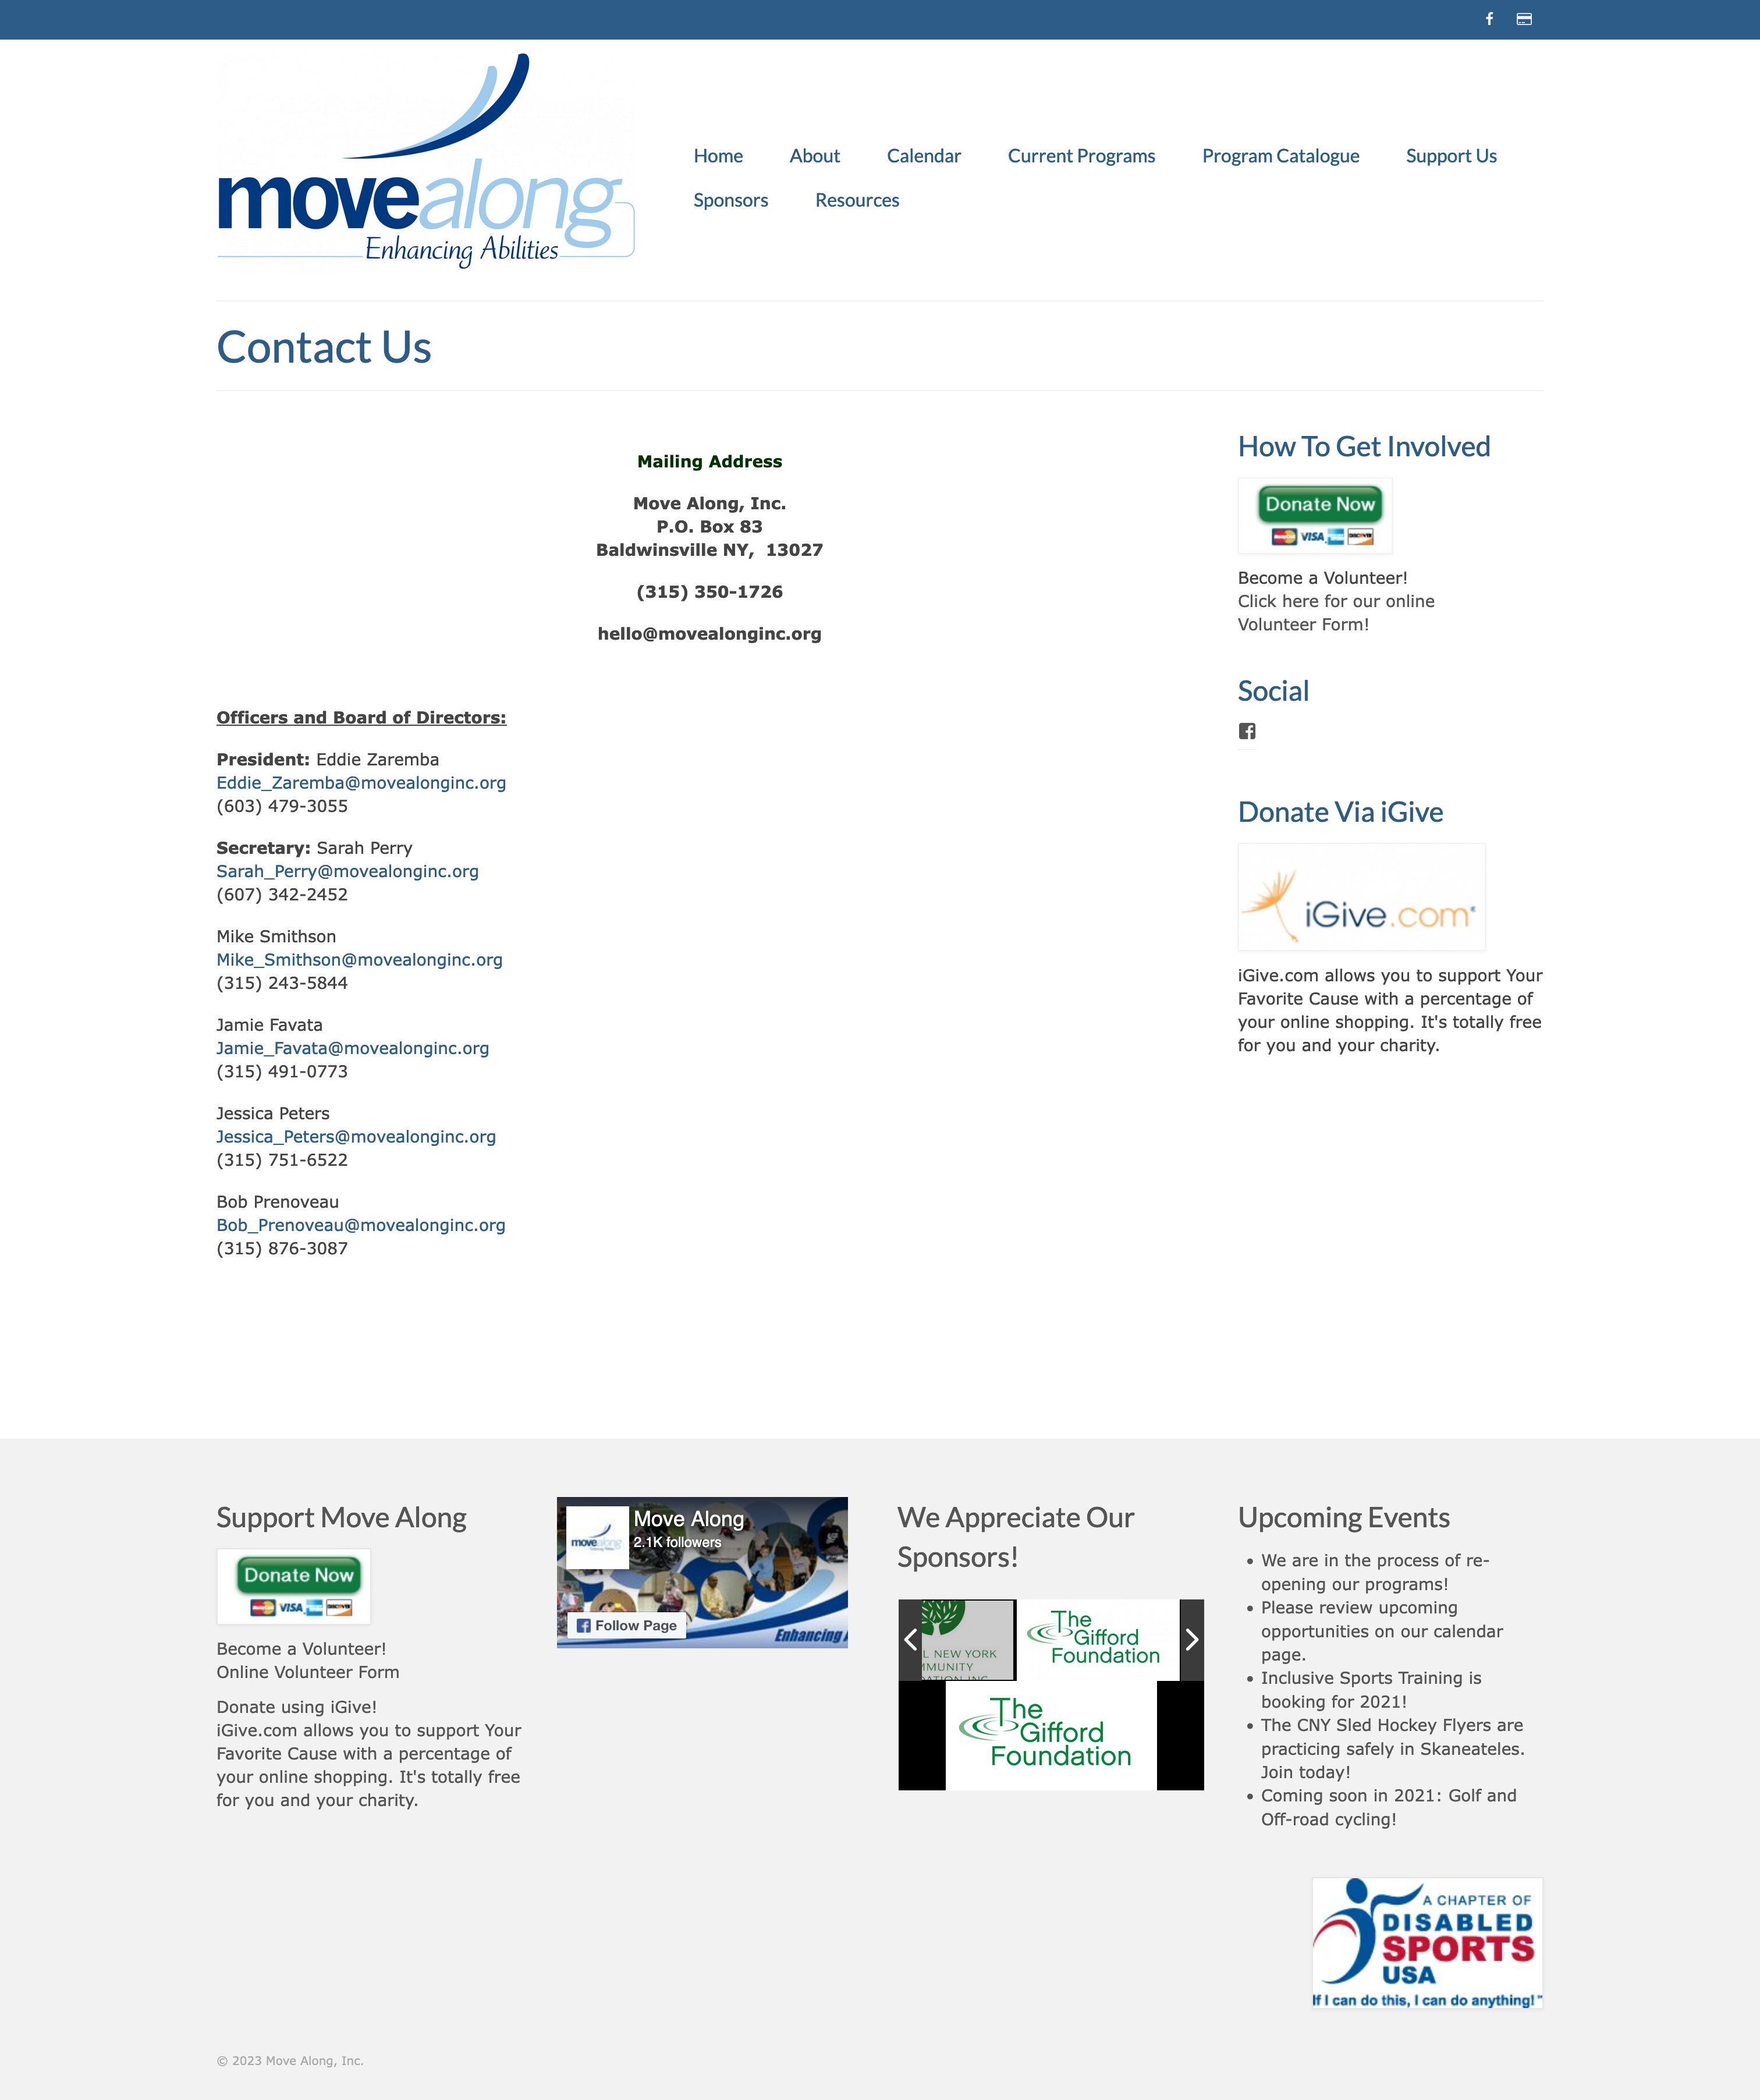 movealong
Enhancing Abilities
Home About Calendar Current Programs Program Catalogue Support Us
Sponsors Resources
Contact Us
Mailing Address
Move Along, Inc.
P.O. Box 83
Baldwinsville NY, 13027
(315) 350-1726
hello@movealonginc.org
Officers and Board of Directors:
President: Eddie Zaremba
Eddie_Zaremba@movealonginc.org
(603) 479-3055
Secretary: Sarah Perry
Sarah_Perry@movealonginc.org
(607) 342-2452
Mike Smithson
Mike_Smithson@movealonginc.org
(315) 243-5844
Jamie Favata
Jamie_Favata@movealonginc.org
(315) 491-0773
Jessica Peters
Jessica_Peters@movealonginc.org
(315) 751-6522
Bob Prenoveau
Bob_Prenoveau@movealonginc.org
(315) 876-3087
How To Get Involved
Donate Now
MasterCard VISA DISCOVER
Become a Volunteer!
Click here for our online
Volunteer Form!
Social
Donate Via iGive
iGive.com
iGive.com allows you to support Your
Favorite Cause with a percentage of
your online shopping. It's totally free
for you and your charity.
Support Move Along
Donate Now
MasterCard VISA DISCOVER
Become a Volunteer!
Online Volunteer Form
Donate using iGive!
iGive.com allows you to support Your
Favorite Cause with a percentage of
your online shopping. It's totally free
for you and your charity.
Move Along
2.1K followers
Follow Page
Enhancing A
We Appreciate Our
Sponsors!
L NEW YORK
MMUNITY
The
Gifford
Foundation
The
Gifford
Foundation
Upcoming Events
• We are in the process of re-
opening our programs!
• Please review upcoming
opportunities on our calendar
page.
• Inclusive Sports Training is
booking for 2021!
• The CNY Sled Hockey Flyers are
practicing safely in Skaneateles.
Join today!
• Coming soon in 2021: Golf and
Off-road cycling!
A CHAPTER OF
DISABLED
SPORTS
USA
If I can do this, I can do anything!"
© 2023 Move Along, Inc.